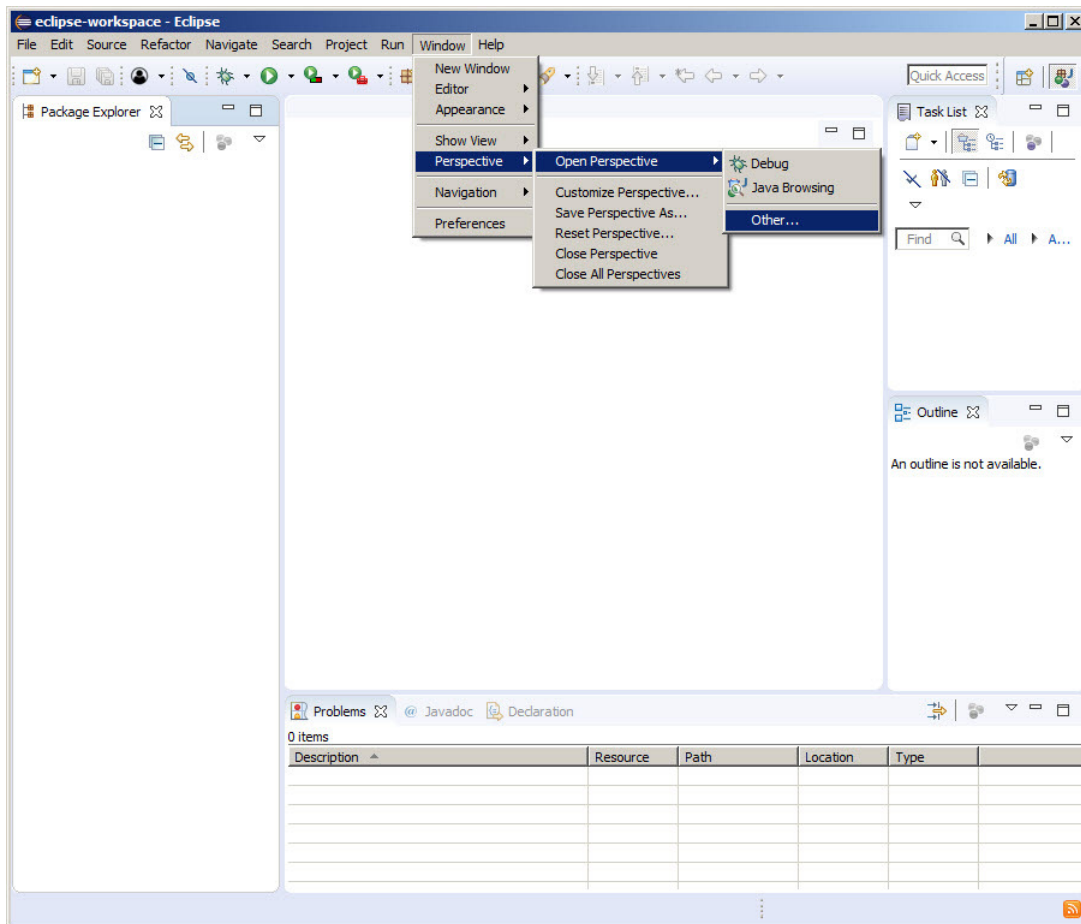 eclipse-workspace - Eclipse
File Edit Source Refactor Navigate Search Project Run Window Help
Quick Access
New Window
Editor
Appearance
Show View
Perspective
Navigation
Preferences
Open Perspective
Customize Perspective...
Save Perspective As...
Reset Perspective...
Close Perspective
Close All Perspectives
Debug
Java Browsing
Other...
Package Explorer
Task List
Find All A...
Outline
An outline is not available.
Problems @ Javadoc Declaration
0 items
Description Resource Path Location Type